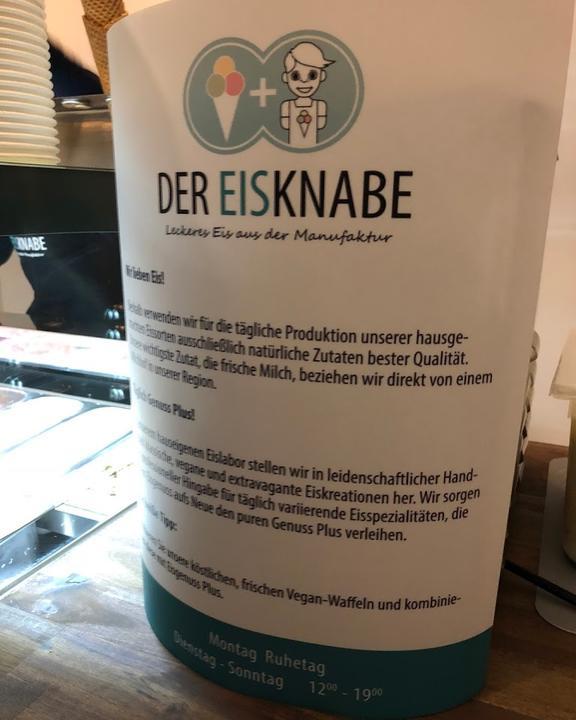 DER EISKNABE
Leckeres Eis aus der Manufaktur
KNABE
Wir lieben Eis!
verwenden wir für die tägliche Produktion unserer hausge-
Eissorten ausschließlich natürliche Zutaten bester Qualität.
wichtigste Zutat, die frische Milch, beziehen wir direkt von einem
in unserer Region.
Genuss Plus!
hauseigenen Eislabor stellen wir in leidenschaftlicher Hand-
vegane und extravagante Eiskreationen her. Wir sorgen
Hingabe für täglich variierende Eisspezialitäten, die
aufs Neue den puren Genuss Plus verleihen.
Tipp:
unsere köstlichen, frischen Vegan-Waffeln und kombinie-
Plus.
Montag Ruhetag
Dienstag - Sonntag 12⁰⁰ - 19⁰⁰